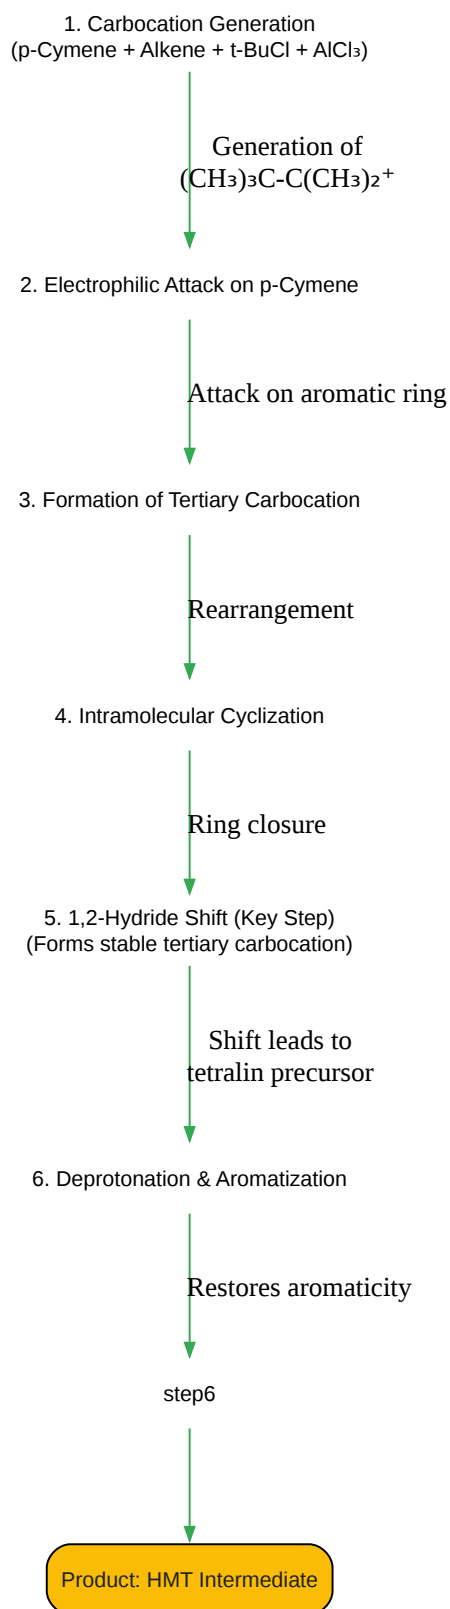 1. Carbocation Generation
(p-Cymene + Alkene + t-BuCl + AlCl₃)
Generation of
(CH₃)₃C-C(CH₃)₂⁺
2. Electrophilic Attack on p-Cymene
Attack on aromatic ring
3. Formation of Tertiary Carbocation
Rearrangement
4. Intramolecular Cyclization
Ring closure
5. 1,2-Hydride Shift (Key Step)
(Forms stable tertiary carbocation)
Shift leads to
tetralin precursor
6. Deprotonation & Aromatization
Restores aromaticity
step6
Product: HMT Intermediate